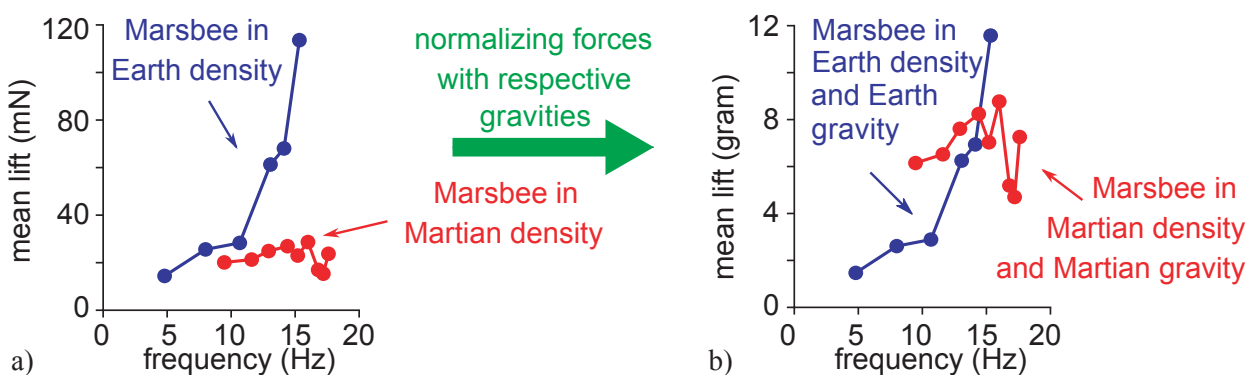 120
80
40
0
mean lift (mN)
0
5
10
15
20
frequency (Hz)
a)
Marsbee in
Earth density
normalizing forces
with respective
gravities
Marsbee in
Martian density
12
8
4
0
mean lift (gram)
0
5
10
15
20
frequency (Hz)
b)
Marsbee in
Earth density
and Earth
gravity
Marsbee in
Martian density
and Martian gravity